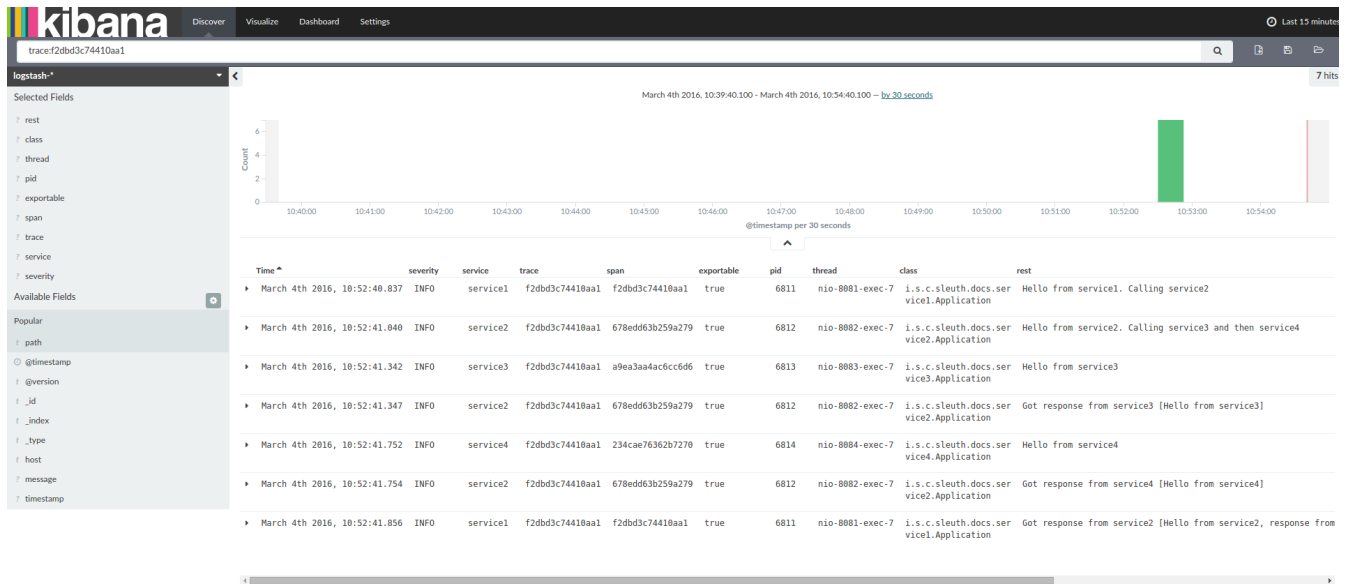 kibana Discover Visualize Dashboard Settings Last 15 minutes
trace:f2dbd3c74410aa1
logstash-*
7 hits
Selected Fields
? rest
? class
? thread
? pid
? exportable
? span
? trace
? service
? severity
Available Fields
Popular
t path
@timestamp
t @version
t _id
t _index
t _type
t host
? message
? timestamp
March 4th 2016, 10:39:40.100 - March 4th 2016, 10:54:40.100 — by 30 seconds
Count
6
4
2
0
10:40:00 10:41:00 10:42:00 10:43:00 10:44:00 10:45:00 10:46:00 10:47:00 10:48:00 10:49:00 10:50:00 10:51:00 10:52:00 10:53:00 10:54:00
@timestamp per 30 seconds
Time severity service trace span exportable pid thread class rest
March 4th 2016, 10:52:40.837 INFO service1 f2dbd3c74410aa1 f2dbd3c74410aa1 true 6811 nio-8081-exec-7 i.s.c.sleuth.docs.ser Hello from service1. Calling service2
vice1.Application
March 4th 2016, 10:52:41.040 INFO service2 f2dbd3c74410aa1 678edd63b259a279 true 6812 nio-8082-exec-7 i.s.c.sleuth.docs.ser Hello from service2. Calling service3 and then service4
vice2.Application
March 4th 2016, 10:52:41.342 INFO service3 f2dbd3c74410aa1 a9ea3aa4ac6cc6d6 true 6813 nio-8083-exec-7 i.s.c.sleuth.docs.ser Hello from service3
vice3.Application
March 4th 2016, 10:52:41.347 INFO service2 f2dbd3c74410aa1 678edd63b259a279 true 6812 nio-8082-exec-7 i.s.c.sleuth.docs.ser Got response from service3 [Hello from service3]
vice2.Application
March 4th 2016, 10:52:41.752 INFO service4 f2dbd3c74410aa1 234cae76362b7270 true 6814 nio-8084-exec-7 i.s.c.sleuth.docs.ser Hello from service4
vice4.Application
March 4th 2016, 10:52:41.754 INFO service2 f2dbd3c74410aa1 678edd63b259a279 true 6812 nio-8082-exec-7 i.s.c.sleuth.docs.ser Got response from service4 [Hello from service4]
vice2.Application
March 4th 2016, 10:52:41.856 INFO service1 f2dbd3c74410aa1 f2dbd3c74410aa1 true 6811 nio-8081-exec-7 i.s.c.sleuth.docs.ser Got response from service2 [Hello from service2, response from
vice1.Application